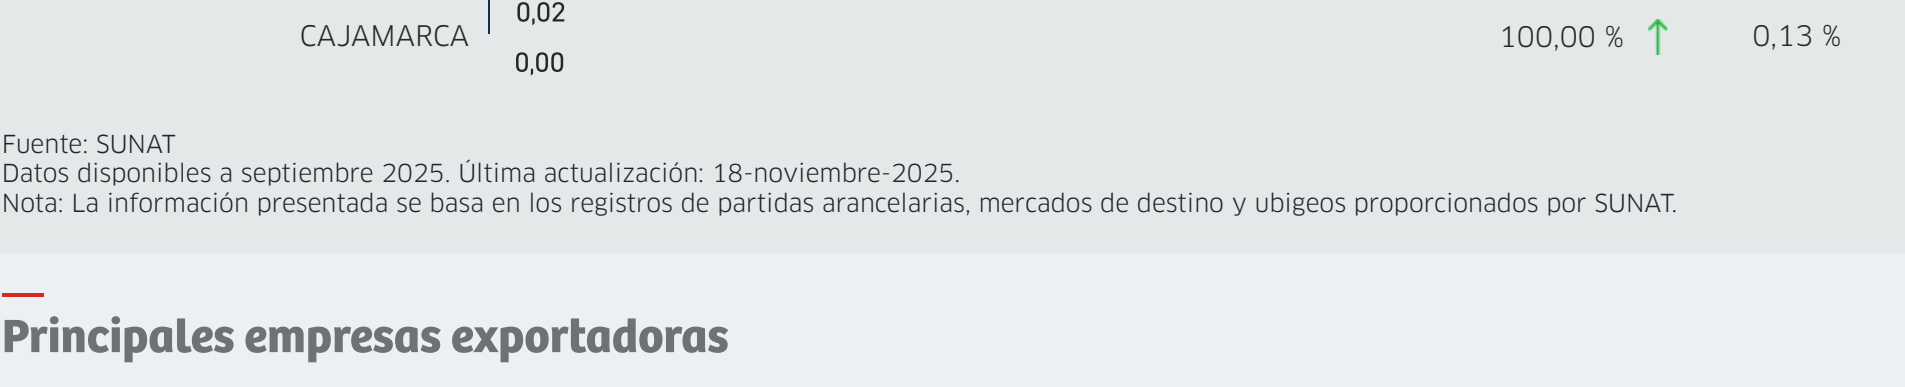 0,02
CAJAMARCA 100,00 % ↑ 0,13 %
0,00
Fuente: SUNAT
Datos disponibles a septiembre 2025. Última actualización: 18-noviembre-2025.
Nota: La información presentada se basa en los registros de partidas arancelarias, mercados de destino y ubigeos proporcionados por SUNAT.
Principales empresas exportadoras